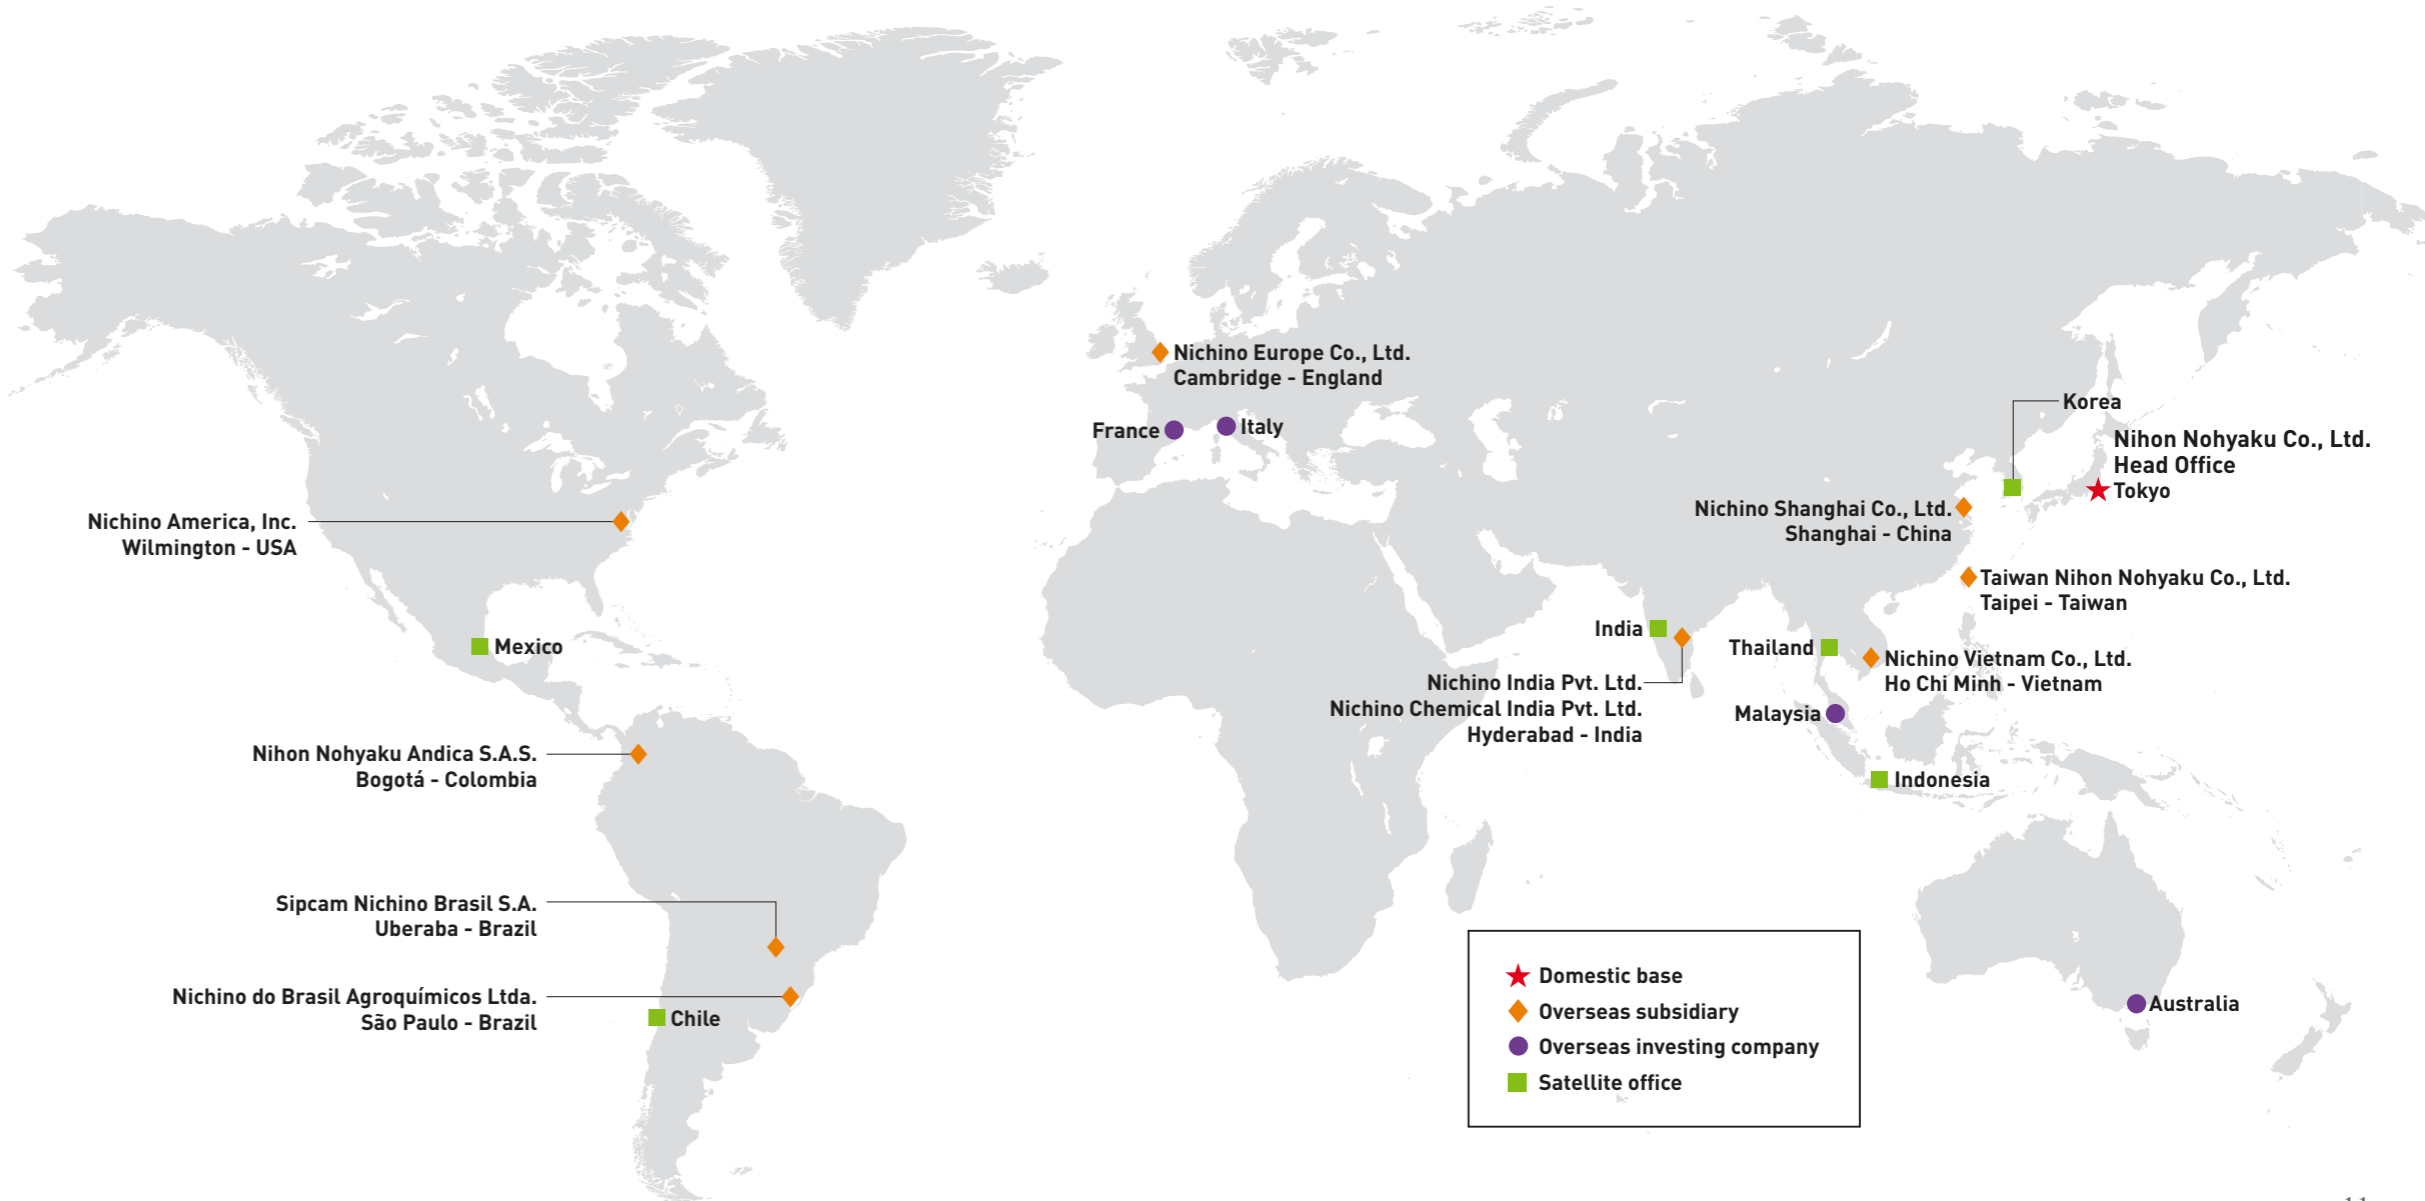 Nichino Europe Co., Ltd.
Cambridge - England
France
Italy
Korea
Nihon Nohyaku Co., Ltd.
Head Office
Tokyo
Nichino America, Inc.
Wilmington - USA
Nichino Shanghai Co., Ltd.
Shanghai - China
Taiwan Nihon Nohyaku Co., Ltd.
Taipei - Taiwan
India
Mexico
Thailand
Nichino Vietnam Co., Ltd.
Ho Chi Minh - Vietnam
Nichino India Pvt. Ltd.
Nichino Chemical India Pvt. Ltd.
Hyderabad - India
Malaysia
Nihon Nohyaku Andica S.A.S.
Bogotá - Colombia
Indonesia
Sipcam Nichino Brasil S.A.
Uberaba - Brazil
Nichino do Brasil Agroquímicos Ltda.
São Paulo - Brazil
Chile
Australia
Domestic base
Overseas subsidiary
Overseas investing company
Satellite office